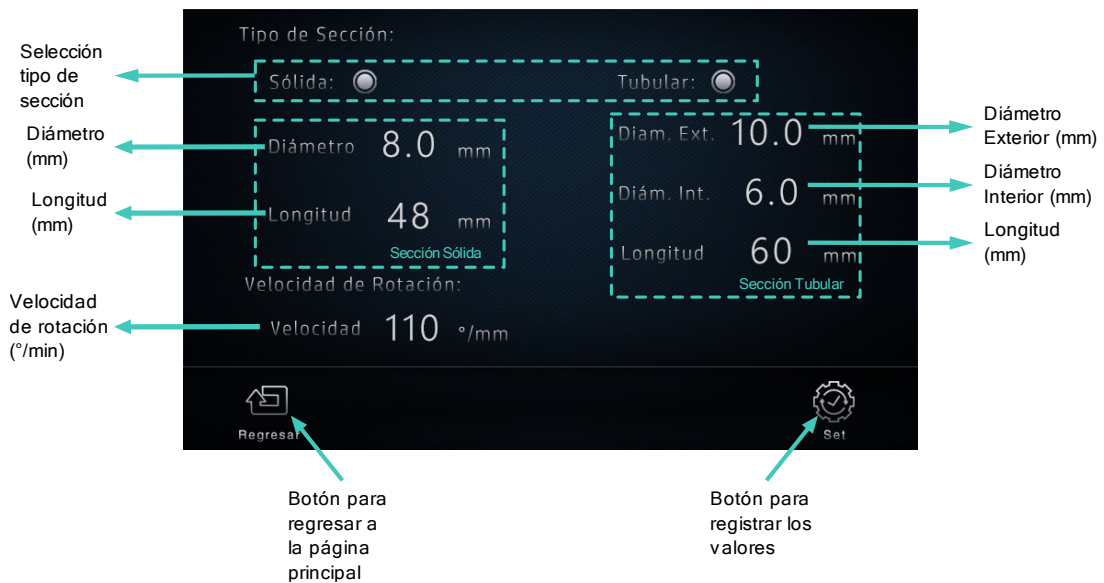 Tipo de Sección:
Selección
tipo de
sección
Sólida:
Tubular:
Diámetro
(mm)
Diámetro 8.0 mm
Diam. Ext. 10.0 mm
Diámetro
Exterior (mm)
Diám. Int. 6.0 mm
Diámetro
Interior (mm)
Longitud
(mm)
Longitud 48 mm
Sección Sólida
Longitud 60 mm
Longitud
(mm)
Sección Tubular
Velocidad de Rotación:
Velocidad
de rotación
(°/min)
Velocidad 110 °/mm
Regresar
Set
Botón para
regresar a
la página
principal
Botón para
registrar los
valores